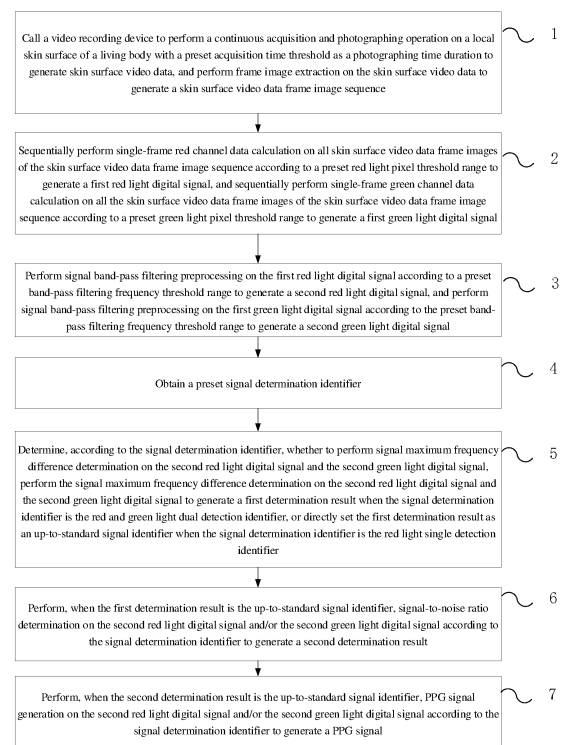 Call a video recording device to perform a continuous acquisition and photographing operation on a local
skin surface of a living body with a preset acquisition time threshold as a photographing time duration to
generate skin surface video data, and perform frame image extraction on the skin surface video data to
generate a skin surface video data frame image sequence
1
Sequentially perform single-frame red channel data calculation on all skin surface video data frame images
of the skin surface video data frame image sequence according to a preset red light pixel threshold range to
generate a first red light digital signal, and sequentially perform single-frame green channel data
calculation on all the skin surface video data frame images of the skin surface video data frame image
sequence according to a preset green light pixel threshold range to generate a first green light digital signal
2
Perform signal band-pass filtering preprocessing on the first red light digital signal according to a preset
band-pass filtering frequency threshold range to generate a second red light digital signal, and perform
signal band-pass filtering preprocessing on the first green light digital signal according to the preset band-
pass filtering frequency threshold range to generate a second green light digital signal
3
Obtain a preset signal determination identifier
4
Determine, according to the signal determination identifier, whether to perform signal maximum frequency
difference determination on the second red light digital signal and the second green light digital signal,
perform the signal maximum frequency difference determination on the second red light digital signal and
the second green light digital signal to generate a first determination result when the signal determination
identifier is the red and green light dual detection identifier, or directly set the first determination result as
an up-to-standard signal identifier when the signal determination identifier is the red light single detection
identifier
5
Perform, when the first determination result is the up-to-standard signal identifier, signal-to-noise ratio
determination on the second red light digital signal and/or the second green light digital signal according to
the signal determination identifier to generate a second determination result
6
Perform, when the second determination result is the up-to-standard signal identifier, PPG signal
generation on the second red light digital signal and/or the second green light digital signal according to the
signal determination identifier to generate a PPG signal
7